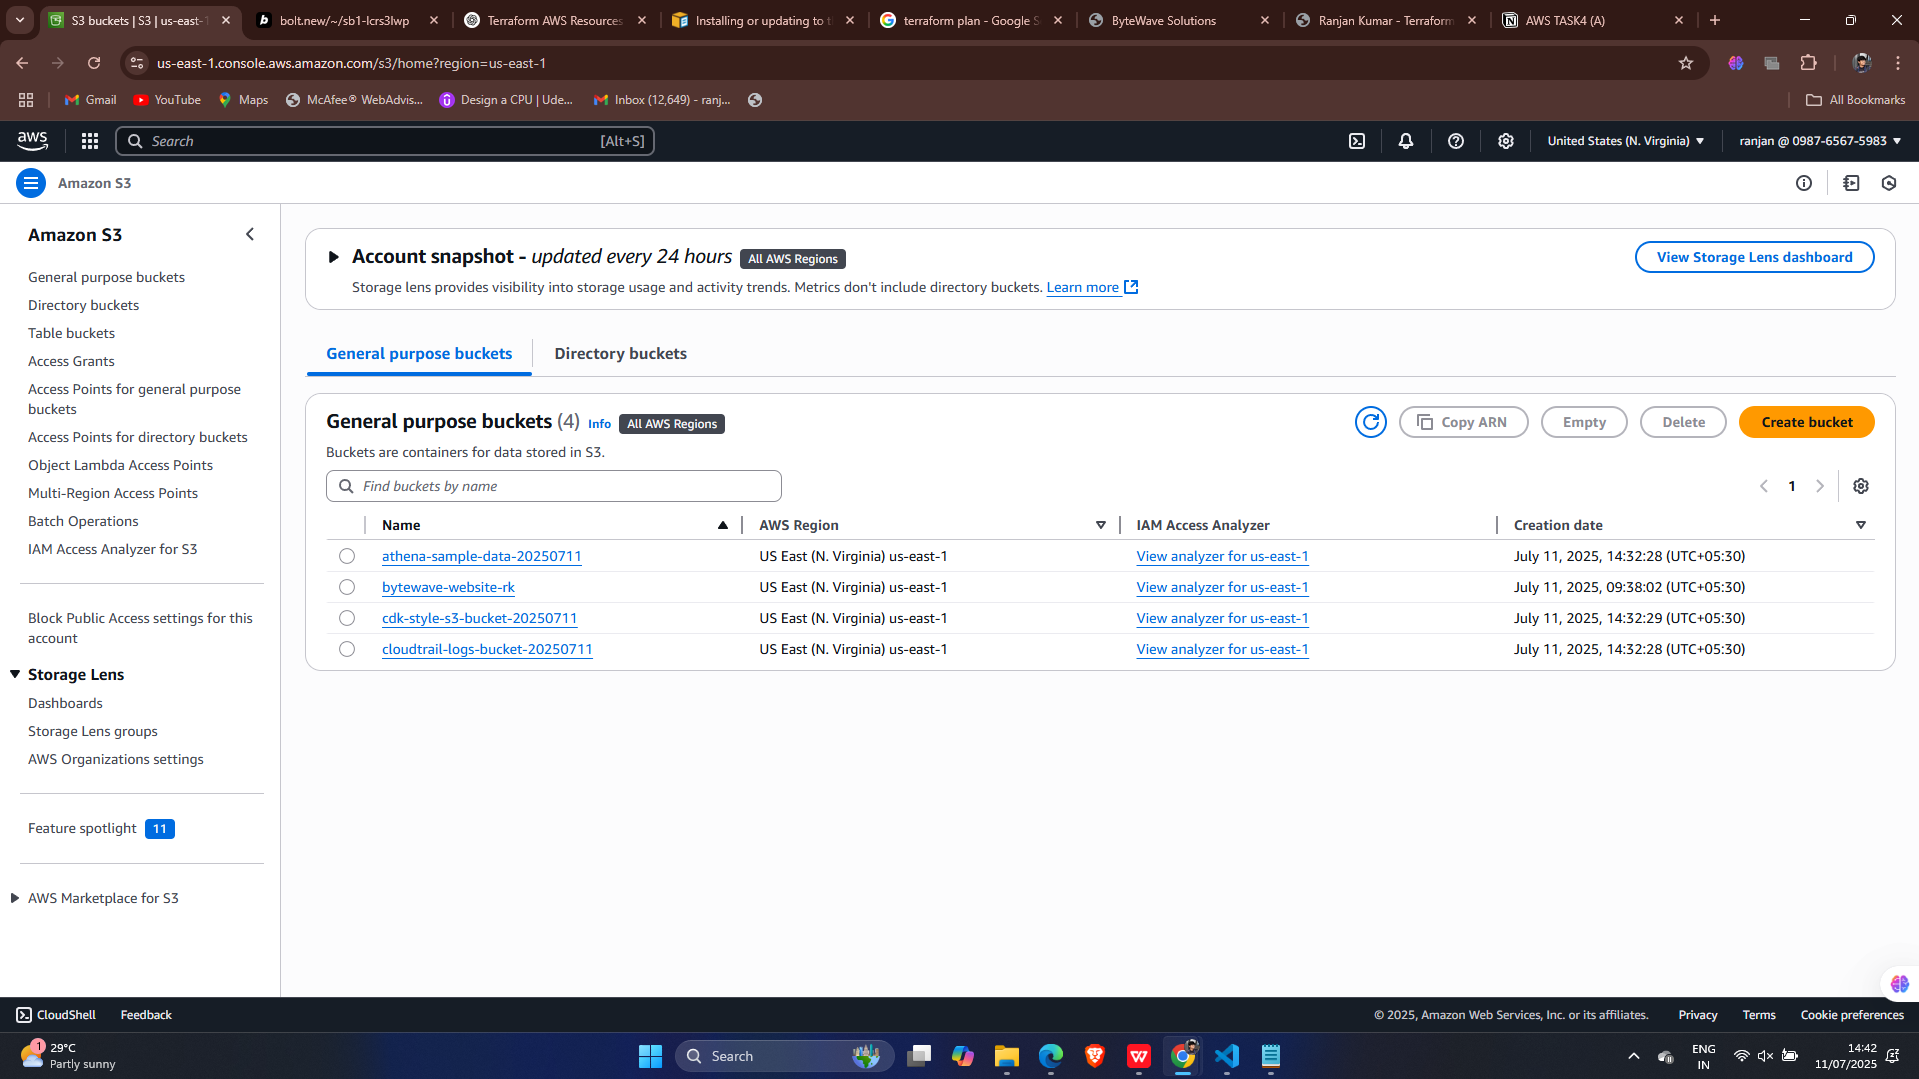 S3 buckets | S3 | us-east-1
bolt.new/~/sb1-lcrs3lwp
Terraform AWS Resources
Installing or updating to th
terraform plan - Google S
ByteWave Solutions
Ranjan Kumar - Terraform
AWS TASK4 (A)
us-east-1.console.aws.amazon.com/s3/home?region=us-east-1
Gmail
YouTube
Maps
McAfee® WebAdvis...
Design a CPU | Ude...
Inbox (12,649) - ranj...
All Bookmarks
aws
Search
[Alt+S]
United States (N. Virginia)
ranjan @ 0987-6567-5983
Amazon S3
Amazon S3
General purpose buckets
Directory buckets
Table buckets
Access Grants
Access Points for general purpose
buckets
Access Points for directory buckets
Object Lambda Access Points
Multi-Region Access Points
Batch Operations
IAM Access Analyzer for S3
Block Public Access settings for this
account
Storage Lens
Dashboards
Storage Lens groups
AWS Organizations settings
Feature spotlight 11
AWS Marketplace for S3
Account snapshot - updated every 24 hours All AWS Regions
View Storage Lens dashboard
Storage lens provides visibility into storage usage and activity trends. Metrics don't include directory buckets. Learn more
General purpose buckets
Directory buckets
General purpose buckets (4) Info All AWS Regions
Copy ARN
Empty
Delete
Create bucket
Buckets are containers for data stored in S3.
Find buckets by name
1
Name AWS Region IAM Access Analyzer Creation date
athena-sample-data-20250711 US East (N. Virginia) us-east-1 View analyzer for us-east-1 July 11, 2025, 14:32:28 (UTC+05:30)
bytewave-website-rk US East (N. Virginia) us-east-1 View analyzer for us-east-1 July 11, 2025, 09:38:02 (UTC+05:30)
cdk-style-s3-bucket-20250711 US East (N. Virginia) us-east-1 View analyzer for us-east-1 July 11, 2025, 14:32:29 (UTC+05:30)
cloudtrail-logs-bucket-20250711 US East (N. Virginia) us-east-1 View analyzer for us-east-1 July 11, 2025, 14:32:28 (UTC+05:30)
CloudShell
Feedback
© 2025, Amazon Web Services, Inc. or its affiliates.
Privacy
Terms
Cookie preferences
1
29°C
Partly sunny
Search
ENG
IN
14:42
11/07/2025